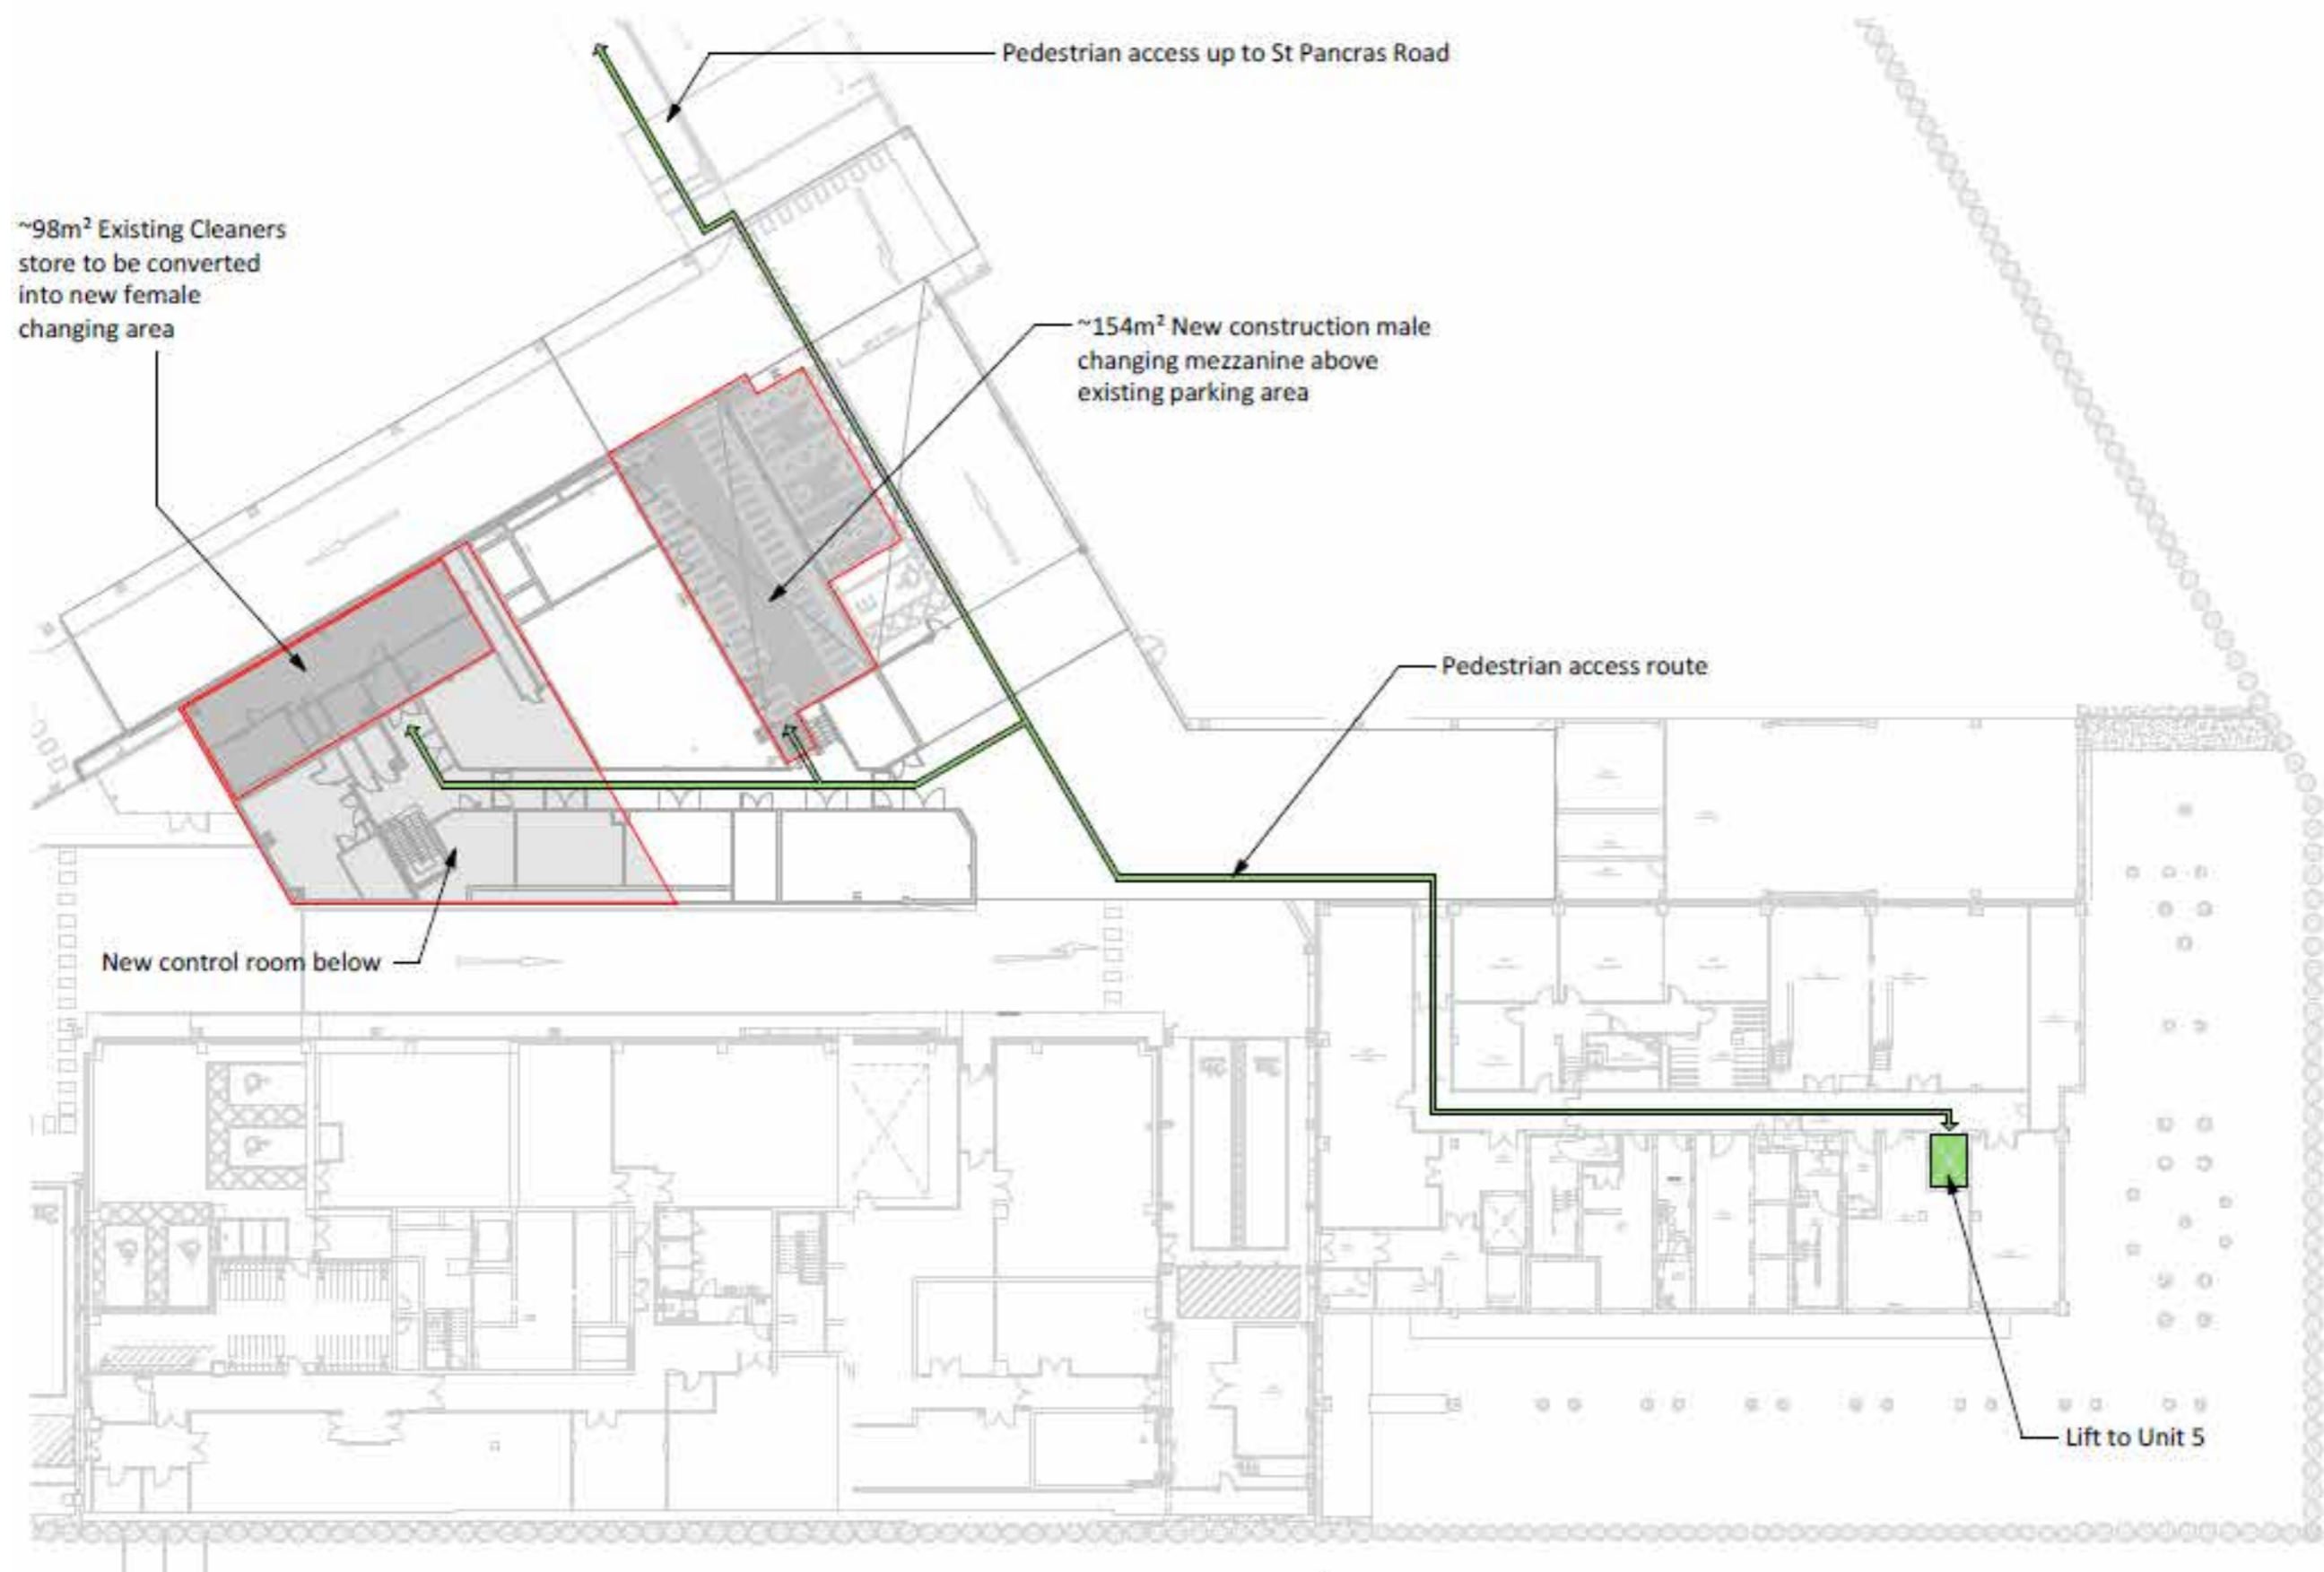 Pedestrian access up to St Pancras Road
~98m² Existing Cleaners
store to be converted
into new female
changing area
~154m² New construction male
changing mezzanine above
existing parking area
Pedestrian access route
New control room below
Lift to Unit 5